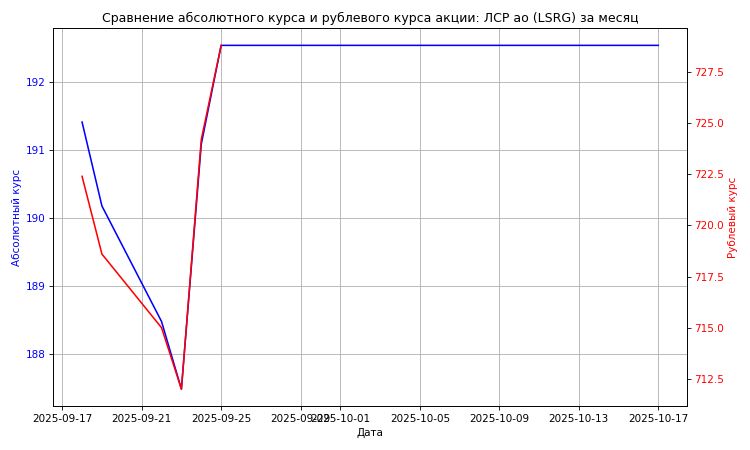 Сравнение абсолютного курса и рублевого курса акции: ЛСР ао (LSRG) за месяц
192
191
190
189
188
Абсолютный курс
727.5
725.0
722.5
720.0
717.5
715.0
712.5
Рублевый курс
2025-09-17 2025-09-21 2025-09-25 2025-09-29 2025-10-01 2025-10-05 2025-10-09 2025-10-13 2025-10-17
Дата